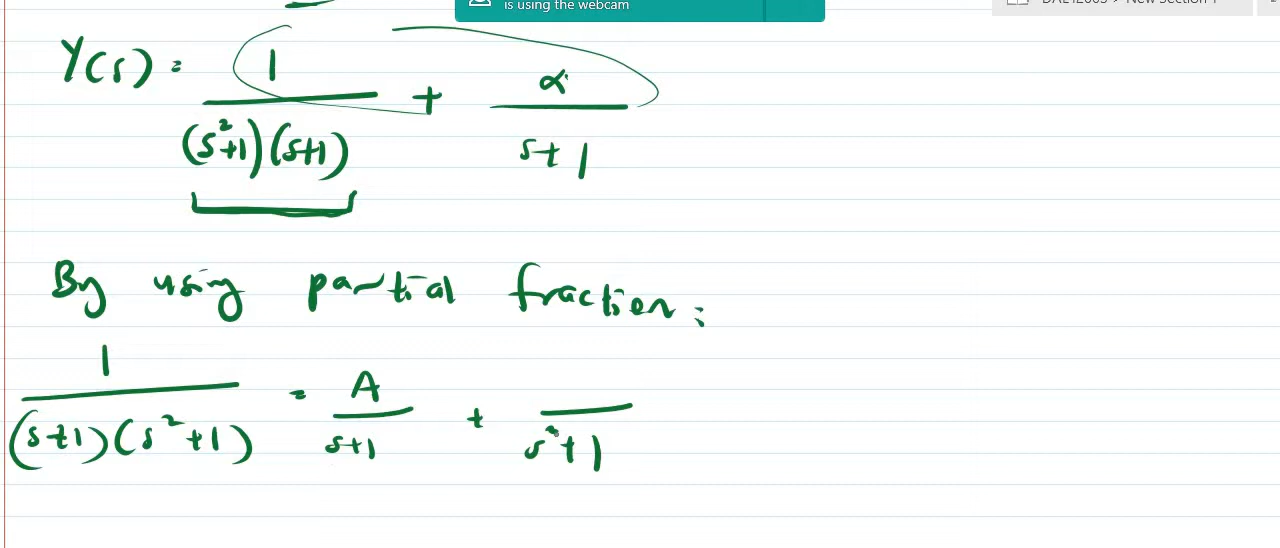 is using the webcam
Y(s) = 1/((s²+1)(s+1)) + α/(s+1)
By using partial fraction:
1/((s+1)(s²+1)) = A/(s+1) + /(s²+1)